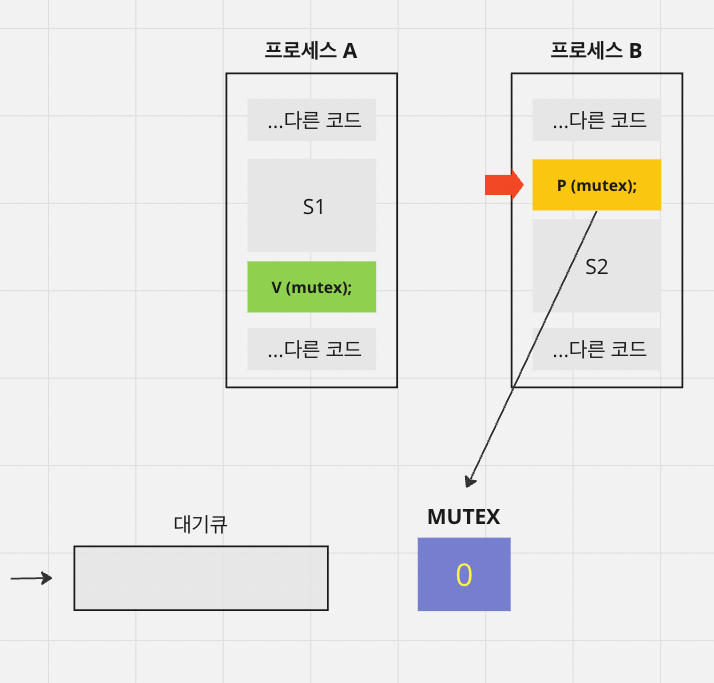 프로세스 A
...다른 코드
S1
V (mutex);
...다른 코드
프로세스 B
...다른 코드
P (mutex);
S2
...다른 코드
대기큐
MUTEX
0